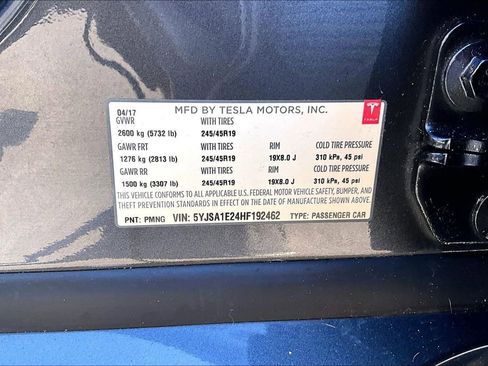 04/17 MFD BY TESLA MOTORS, INC.
GVWR WITH TIRES
2600 kg (5732 lb) 245/45R19
GAWR FRT WITH TIRES RIM COLD TIRE PRESSURE
1276 kg (2813 lb) 245/45R19 19X8.0 J 310 kPa, 45 psi
GAWR RR WITH TIRES RIM COLD TIRE PRESSURE
1500 kg (3307 lb) 245/45R19 19X8.0 J 310 kPa, 45 psi
THIS VEHICLE CONFORMS TO ALL APPLICABLE U.S. FEDERAL MOTOR VEHICLE SAFETY, BUMPER, AND
THEFT PREVENTION STANDARDS IN EFFECT ON THE DATE OF MANUFACTURE SHOWN ABOVE.
PNT: PMNG VIN: 5YJSA1E24HF192462 TYPE: PASSENGER CAR
TESLA